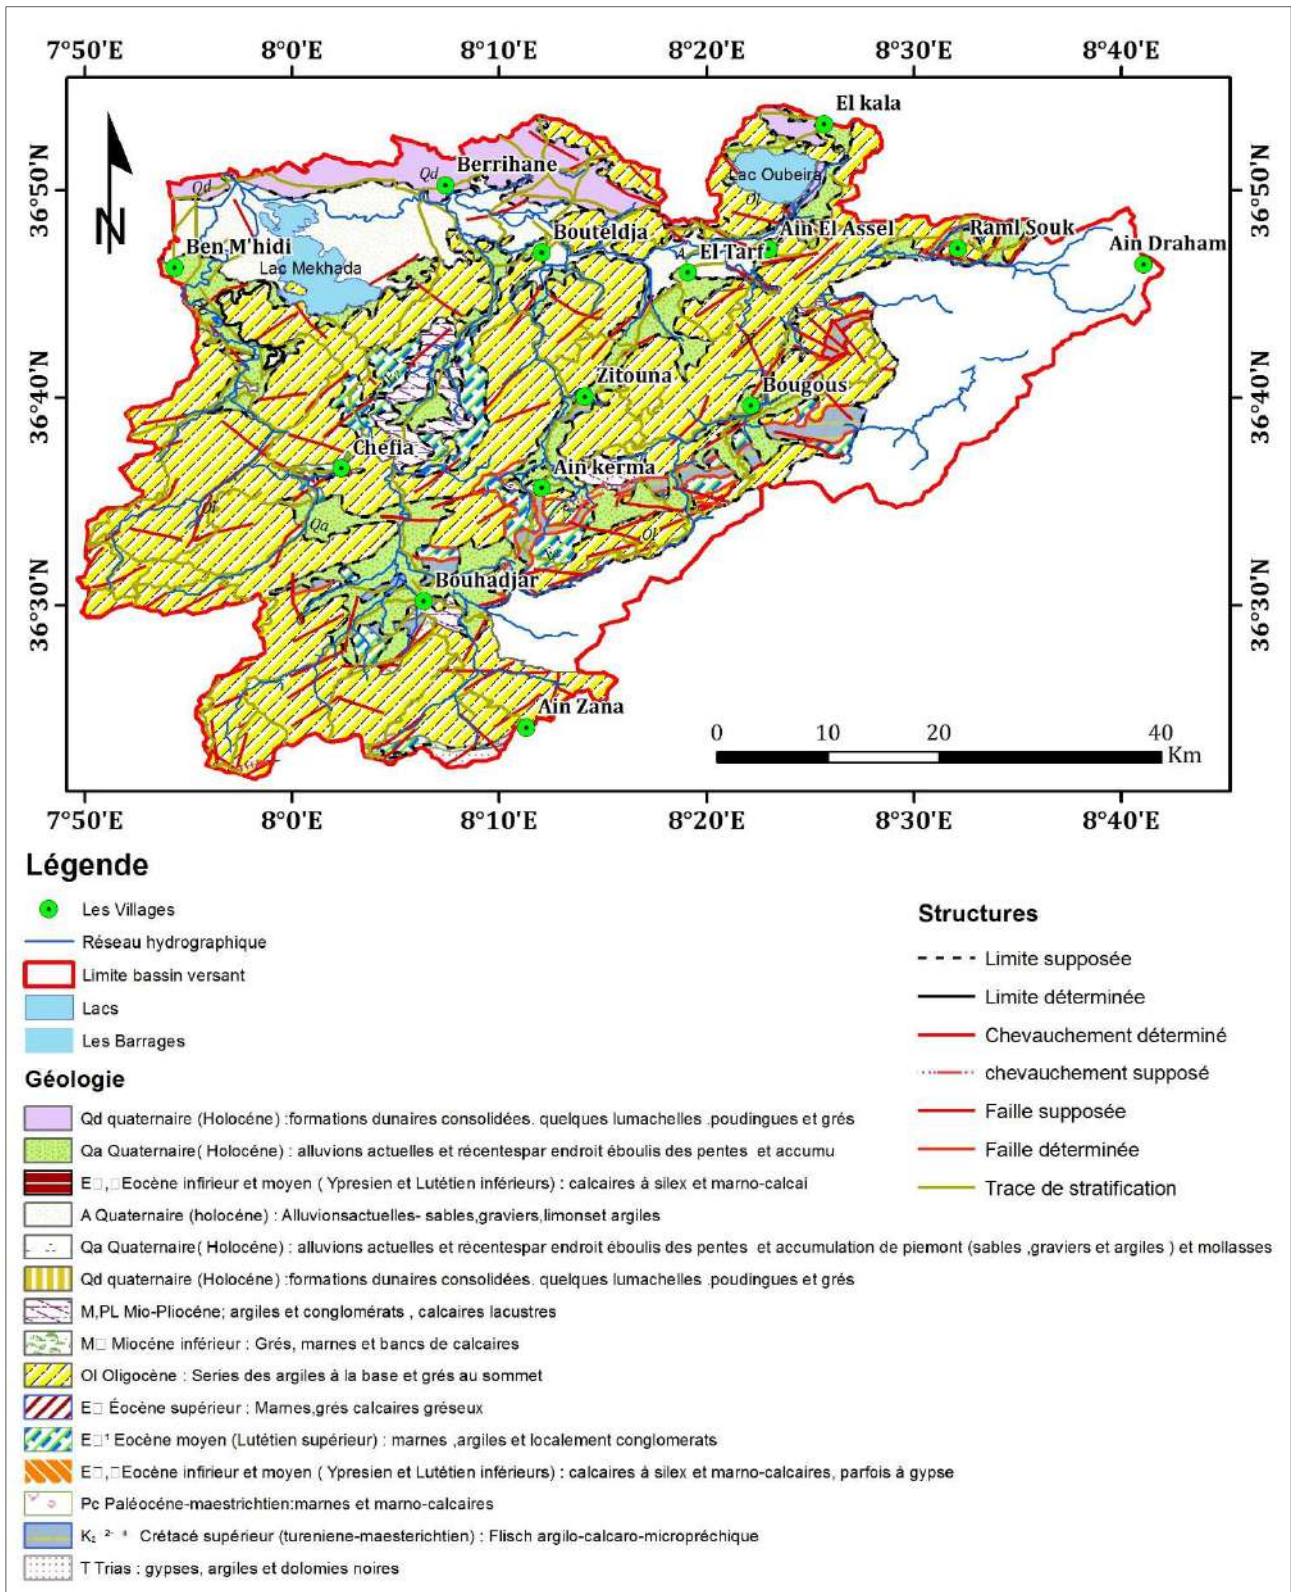 7°50'E 8°0'E 8°10'E 8°20'E 8°30'E 8°40'E
36°50'N 36°50'N
36°40'N 36°40'N
36°30'N 36°30'N
N
El kala
Qd
Berrihane
Qd
Lac Oubeira
Ol
Ben M'hidi
Bouteldja
Ain El Assel
Raml Souk
Ain Draham
Lac Mekhada
El Tarf
A
Zitouna
Bougous
Chefia
Ain kerma
Qa
Ol
Bouhadjar
Ain Zana
0 10 20 40
Km
7°50'E 8°0'E 8°10'E 8°20'E 8°30'E 8°40'E
Légende
Les Villages
Réseau hydrographique
Limite bassin versant
Lacs
Les Barrages
Structures
Limite supposée
Limite déterminée
Chevauchement déterminé
chevauchement supposé
Faille supposée
Faille déterminée
Trace de stratification
Géologie
Qd quaternaire (Holocéne) :formations dunaires consolidées. quelques lumachelles .poudingues et grés
Qa Quaternaire( Holocéne) : alluvions actuelles et récentespar endroit éboulis des pentes et accumu
E□,□Eocène infirieur et moyen ( Ypresien et Lutétien inférieurs) : calcaires à silex et marno-calcai
A Quaternaire (holocéne) : Alluvionsactuelles- sables,graviers,limonset argiles
Qa Quaternaire( Holocéne) : alluvions actuelles et récentespar endroit éboulis des pentes et accumulation de piemont (sables ,graviers et argiles ) et mollasses
Qd quaternaire (Holocéne) :formations dunaires consolidées. quelques lumachelles .poudingues et grés
M,PL Mio-Pliocéne; argiles et conglomérats , calcaires lacustres
M□ Miocéne inférieur : Grés, marnes et bancs de calcaires
Ol Oligocène : Series des argiles à la base et grés au sommet
E□ Éocène supérieur : Marnes,grés calcaires gréseux
E□¹ Eocène moyen (Lutétien supérieur) : marnes ,argiles et localement conglomerats
E□,□Eocène infirieur et moyen ( Ypresien et Lutétien inférieurs) : calcaires à silex et marno-calcaires, parfois à gypse
Pc Paléocéne-maestrichtien:marnes et marno-calcaires
Crétacé supérieur (tureniene-maesterichtien) : Flisch argilo-calcaro-micropréchique
T Trias : gypses, argiles et dolomies noires